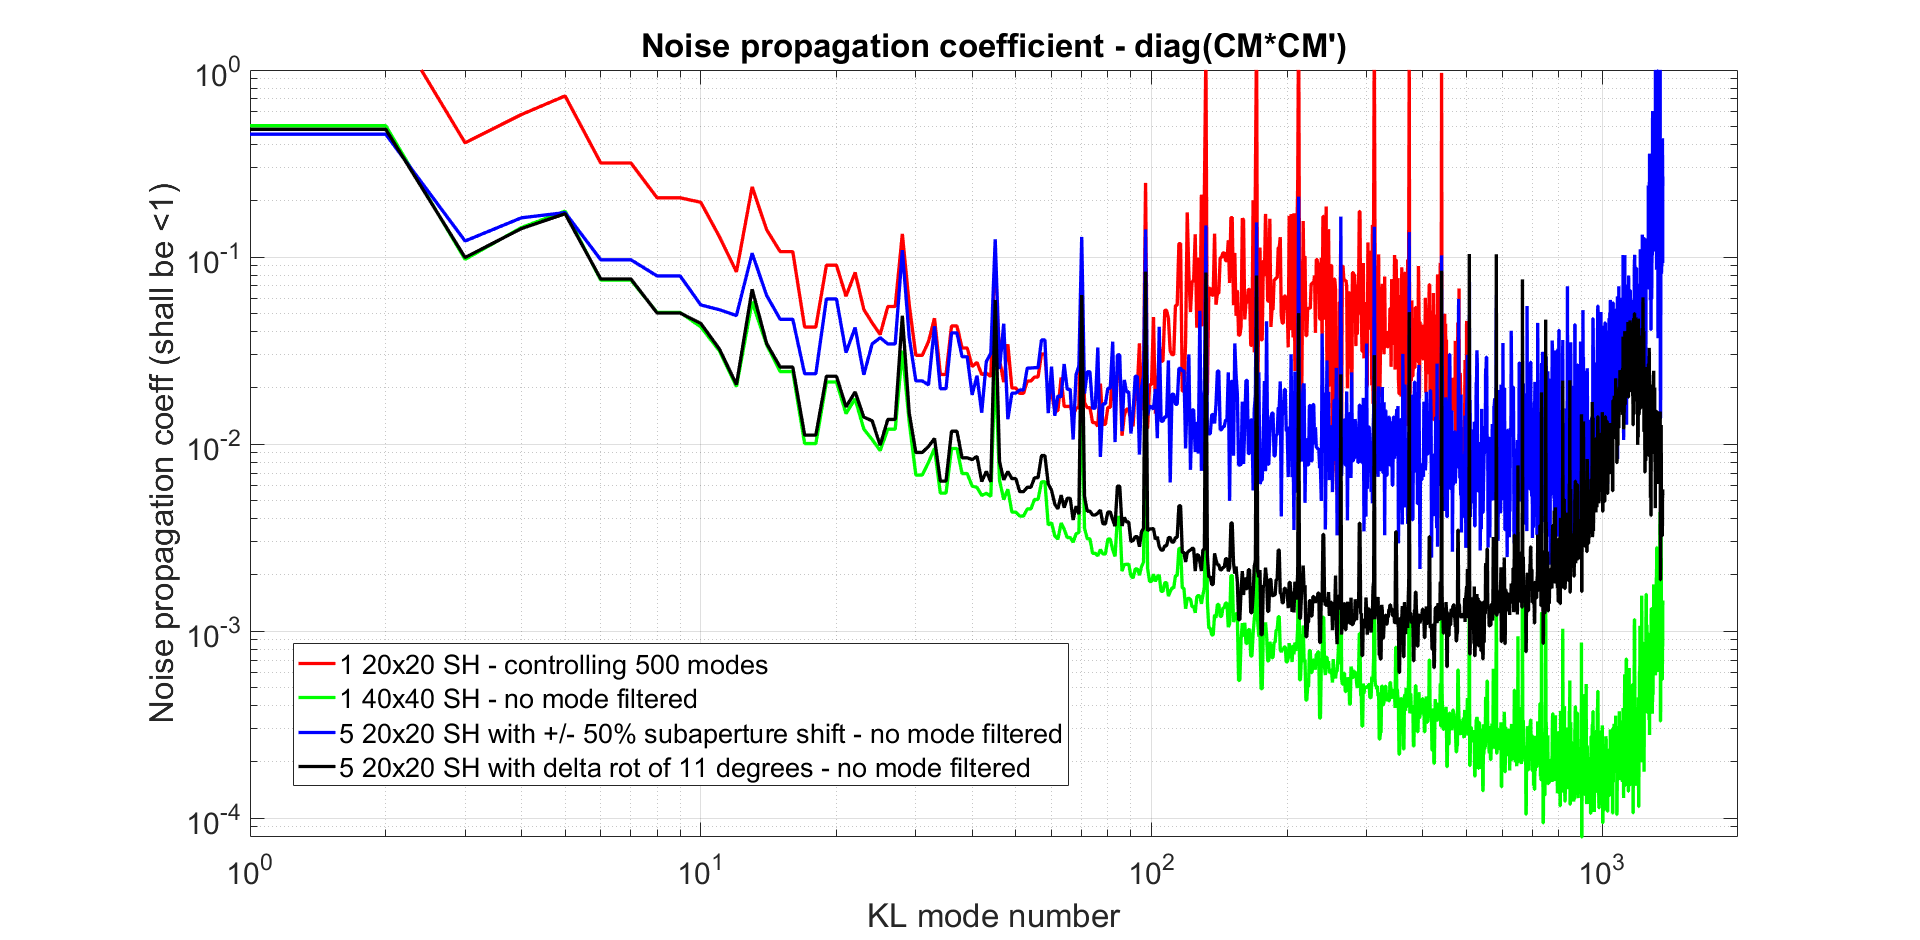 Noise propagation coefficient - diag(CM*CM')
Noise propagation coeff (shall be <1)
10^0
10^-1
10^-2
10^-3
10^-4
1 20x20 SH - controlling 500 modes
1 40x40 SH - no mode filtered
5 20x20 SH with +/- 50% subaperture shift - no mode filtered
5 20x20 SH with delta rot of 11 degrees - no mode filtered
10^0 10^1 10^2 10^3
KL mode number